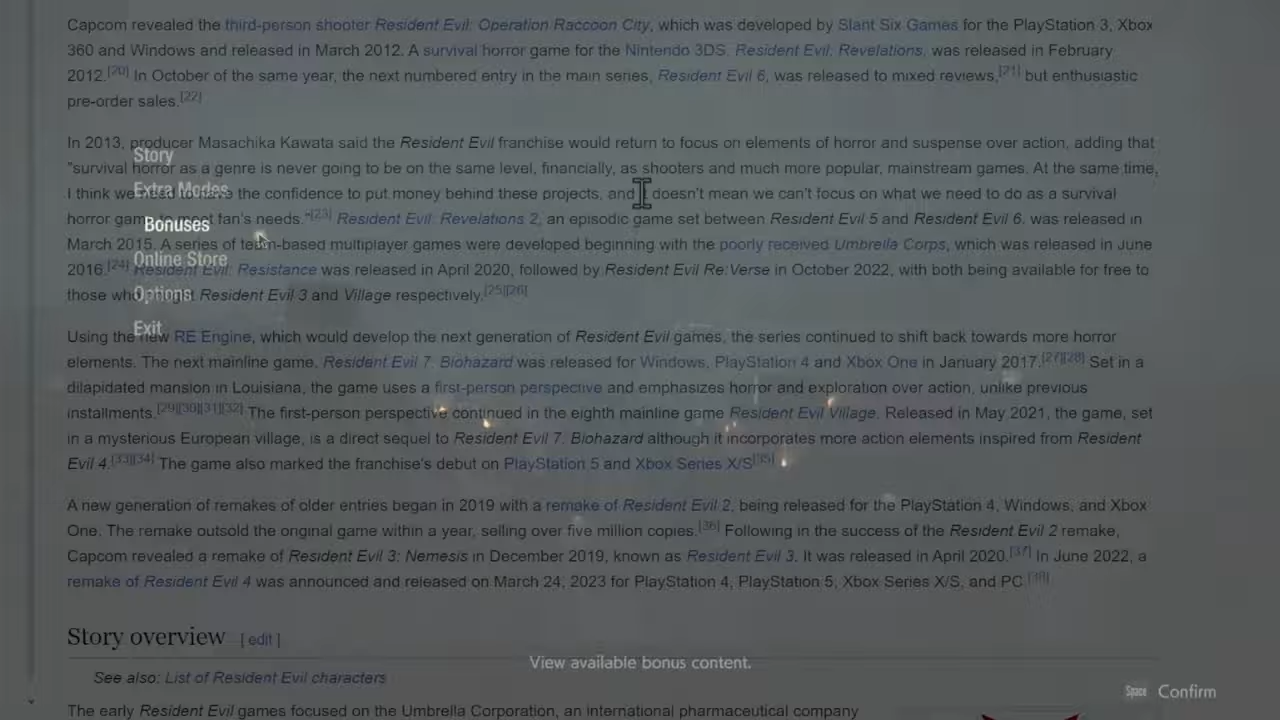 Capcom revealed the third-person shooter Resident Evil: Operation Raccoon City, which was developed by Slant Six Games for the PlayStation 3, Xbox
360 and Windows and released in March 2012. A survival horror game for the Nintendo 3DS, Resident Evil: Revelations, was released in February
2012.[20] In October of the same year, the next numbered entry in the main series, Resident Evil 6, was released to mixed reviews,[21] but enthusiastic
pre-order sales.[22]
In 2013, producer Masachika Kawata said the Resident Evil franchise would return to focus on elements of horror and suspense over action, adding that
"survival horror as a genre is never going to be on the same level, financially, as shooters and much more popular, mainstream games. At the same time,
I think we need to have the confidence to put money behind these projects, and doesn't mean we can't focus on what we need to do as a survival
horror game to meet fan's needs."[23] Resident Evil: Revelations 2, an episodic game set between Resident Evil 5 and Resident Evil 6, was released in
March 2015. A series of team-based multiplayer games were developed beginning with the poorly received Umbrella Corps, which was released in June
2016.[24] Resident Evil: Resistance was released in April 2020, followed by Resident Evil Re:Verse in October 2022, with both being available for free to
those who bought Resident Evil 3 and Village respectively.[25][26]
Using the new RE Engine, which would develop the next generation of Resident Evil games, the series continued to shift back towards more horror
elements. The next mainline game, Resident Evil 7: Biohazard was released for Windows, PlayStation 4 and Xbox One in January 2017.[27][28] Set in a
dilapidated mansion in Louisiana, the game uses a first-person perspective and emphasizes horror and exploration over action, unlike previous
installments.[29][30][31][32] The first-person perspective continued in the eighth mainline game Resident Evil Village. Released in May 2021, the game, set
in a mysterious European village, is a direct sequel to Resident Evil 7: Biohazard although it incorporates more action elements inspired from Resident
Evil 4.[33][34] The game also marked the franchise's debut on PlayStation 5 and Xbox Series X/S[35]
A new generation of remakes of older entries began in 2019 with a remake of Resident Evil 2, being released for the PlayStation 4, Windows, and Xbox
One. The remake outsold the original game within a year, selling over five million copies.[36] Following in the success of the Resident Evil 2 remake,
Capcom revealed a remake of Resident Evil 3: Nemesis in December 2019, known as Resident Evil 3. It was released in April 2020.[37] In June 2022, a
remake of Resident Evil 4 was announced and released on March 24, 2023 for PlayStation 4, PlayStation 5, Xbox Series X/S, and PC.[38]
Story overview [ edit ]
See also: List of Resident Evil characters
The early Resident Evil games focused on the Umbrella Corporation, an international pharmaceutical company
Story
Extra Modes
Bonuses
Online Store
Options
Exit
View available bonus content.
Space Confirm